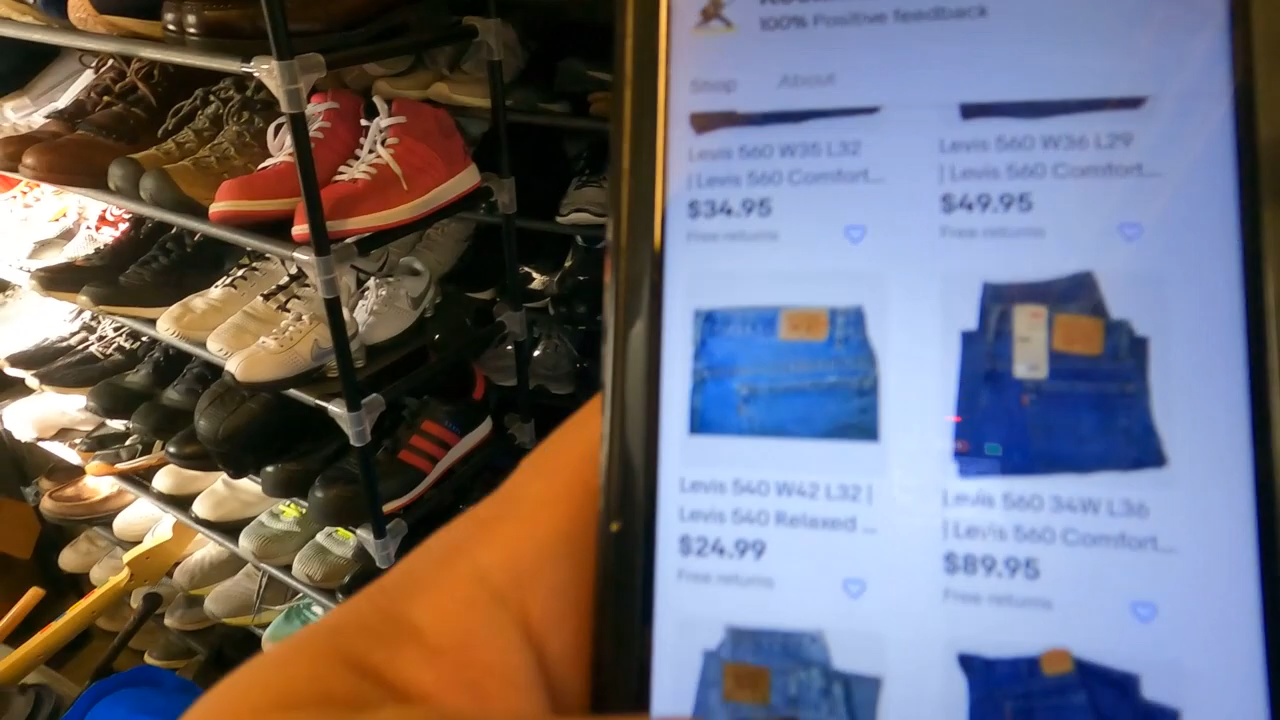 100% Positive feedback
Shop
About
Levis 560 W35 L32
| Levis 560 Comfort...
$34.95
Free returns
Levis 560 W36 L29
| Levis 560 Comfort...
$49.95
Free returns
Levis 540 W42 L32 |
Levis 540 Relaxed ...
$24.99
Free returns
Levis 560 34W L36
| Levis 560 Comfort...
$89.95
Free returns